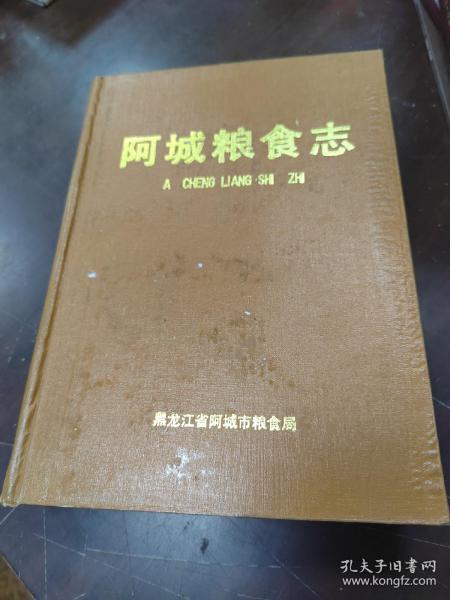 阿城粮食志
A CHENG LIANG SHI ZHI
黑龙江省阿城市粮食局
孔夫子旧书网
www.kongfz.com